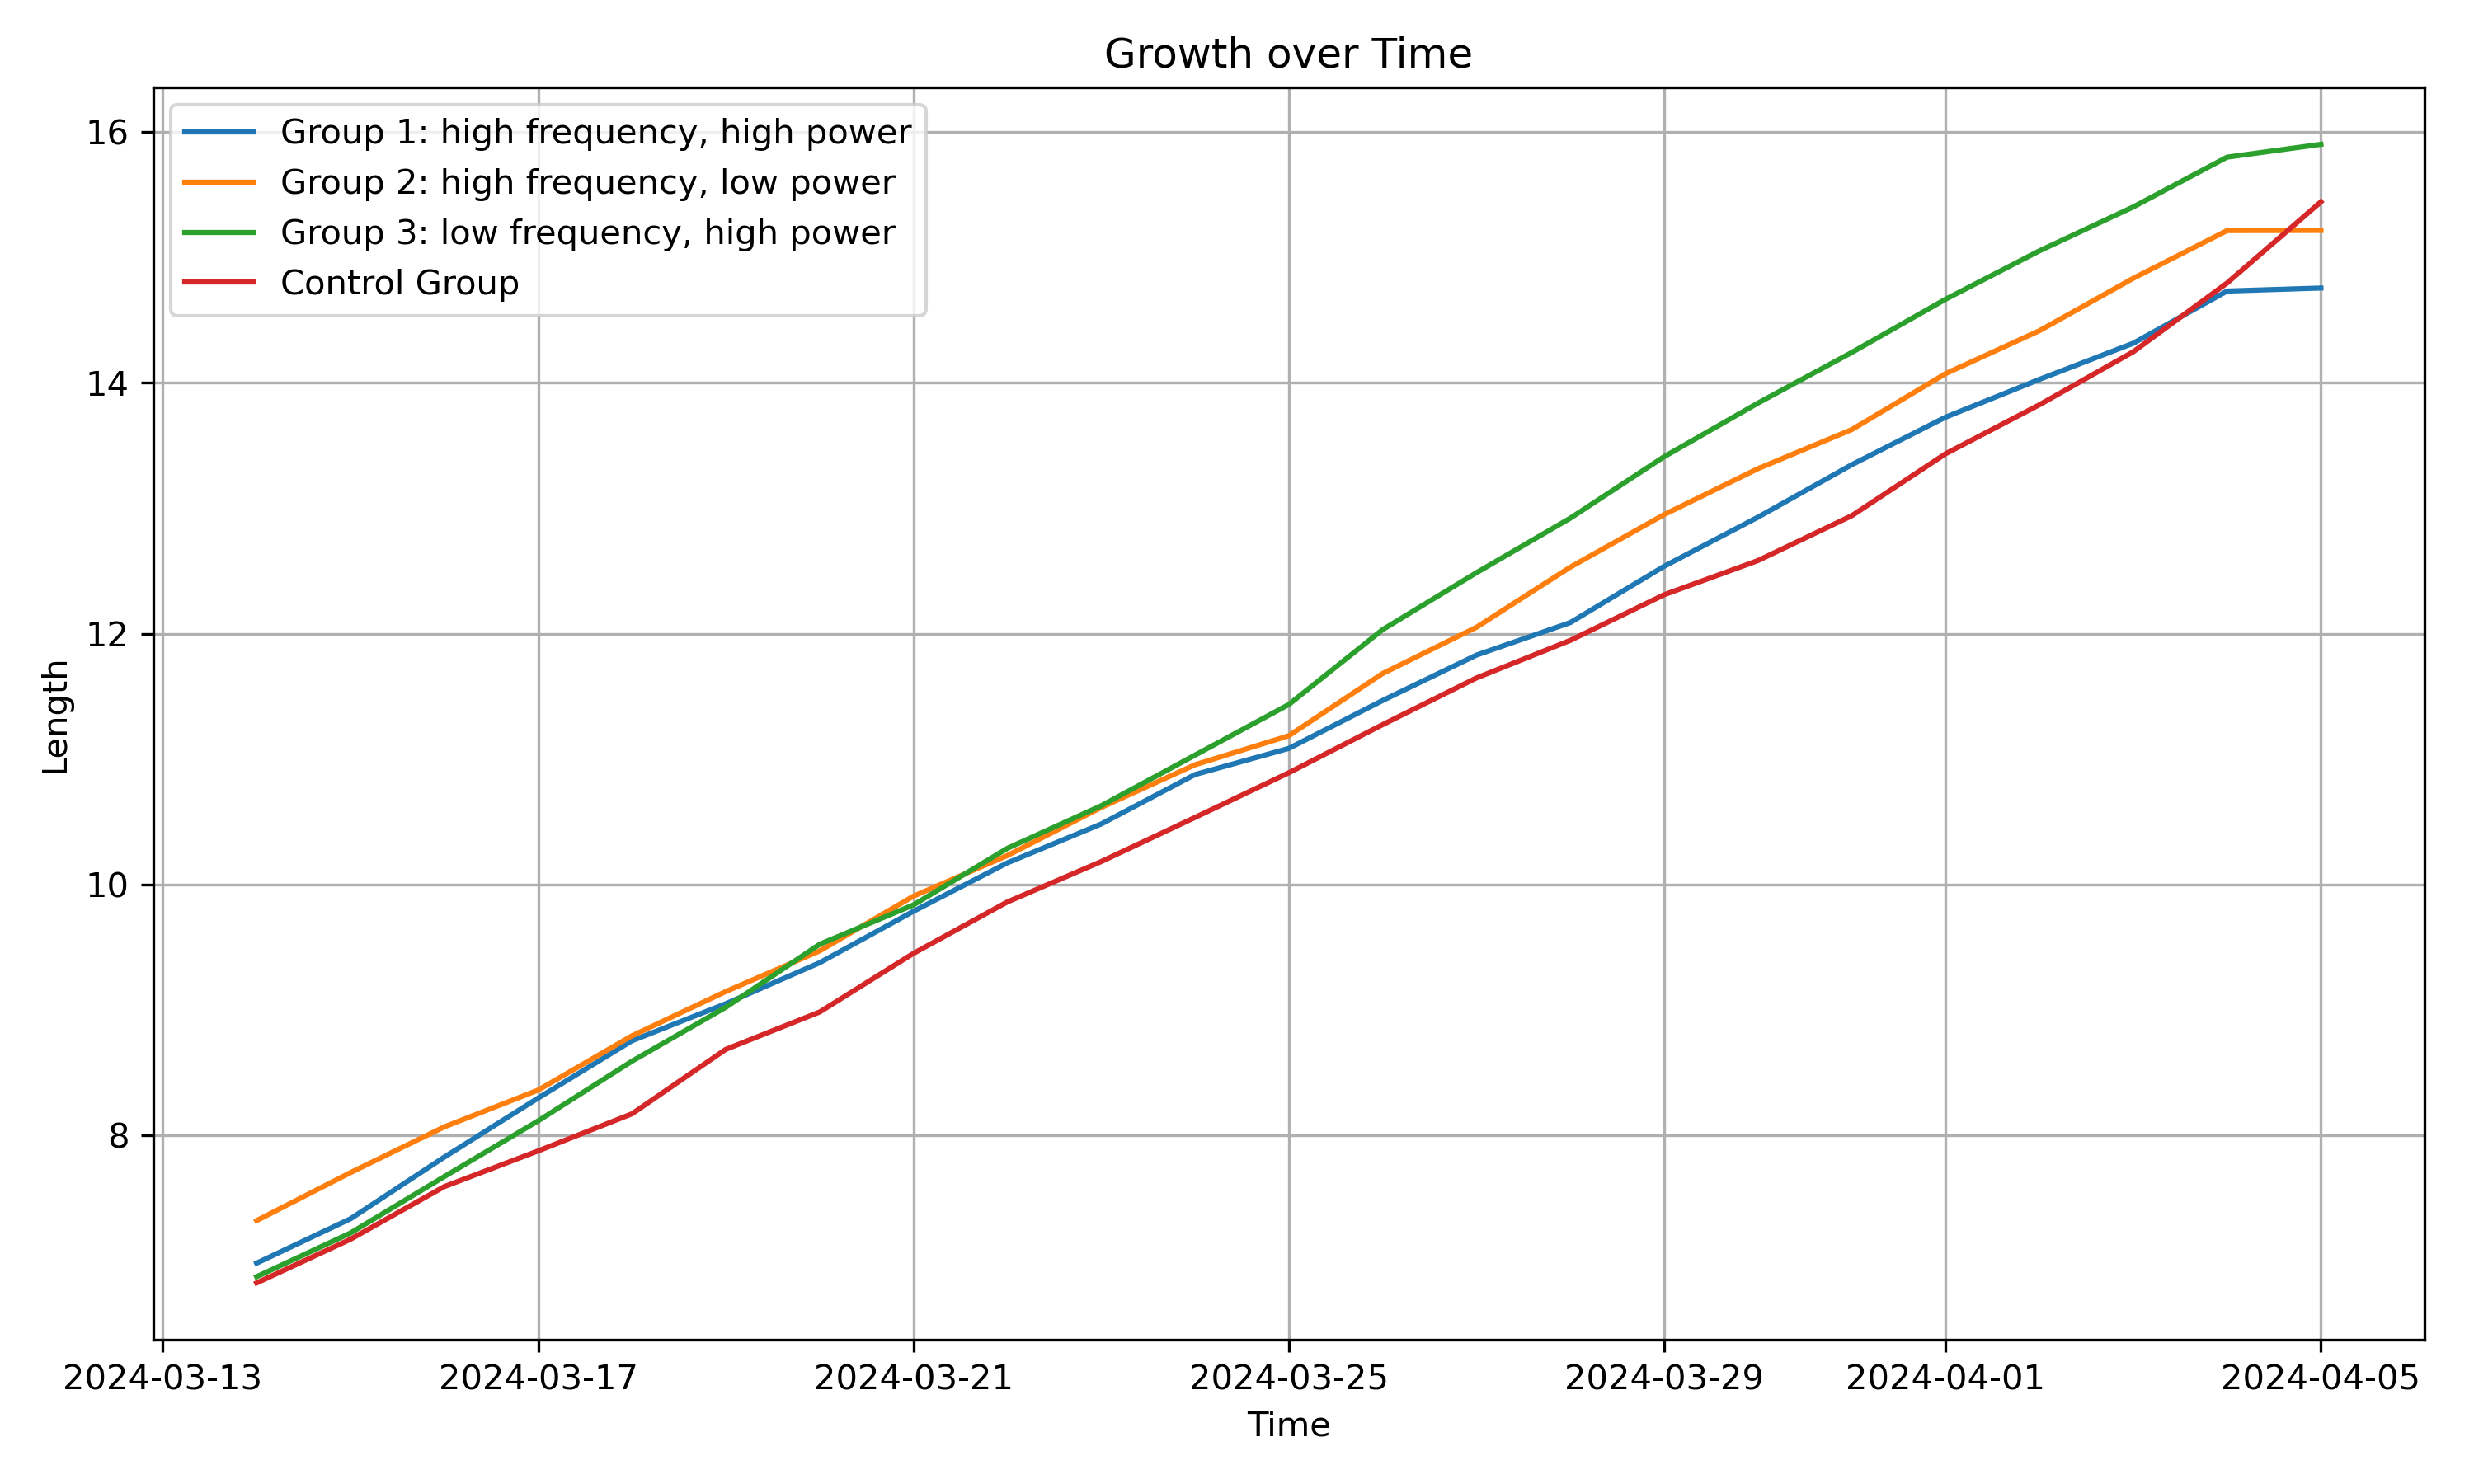 Growth over Time
Group 1: high frequency, high power
Group 2: high frequency, low power
Group 3: low frequency, high power
Control Group
16
14
12
10
8
Length
2024-03-13 2024-03-17 2024-03-21 2024-03-25 2024-03-29 2024-04-01 2024-04-05
Time